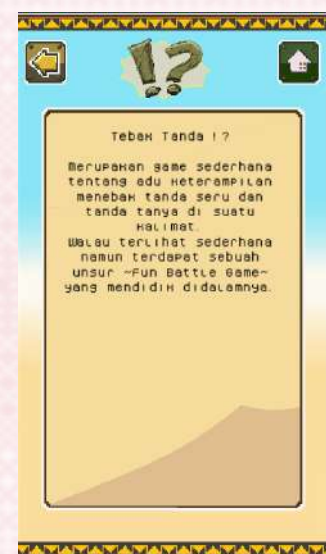 !?
Tebak Tanda !?
Merupakan game sederhana
tentang adu keterampilan
menebak tanda seru dan
tanda tanya di suatu
kalimat.
Walau terlihat sederhana
namun terdapat sebuah
unsur ~Fun Battle Game~
yang mendidik didalamnya.